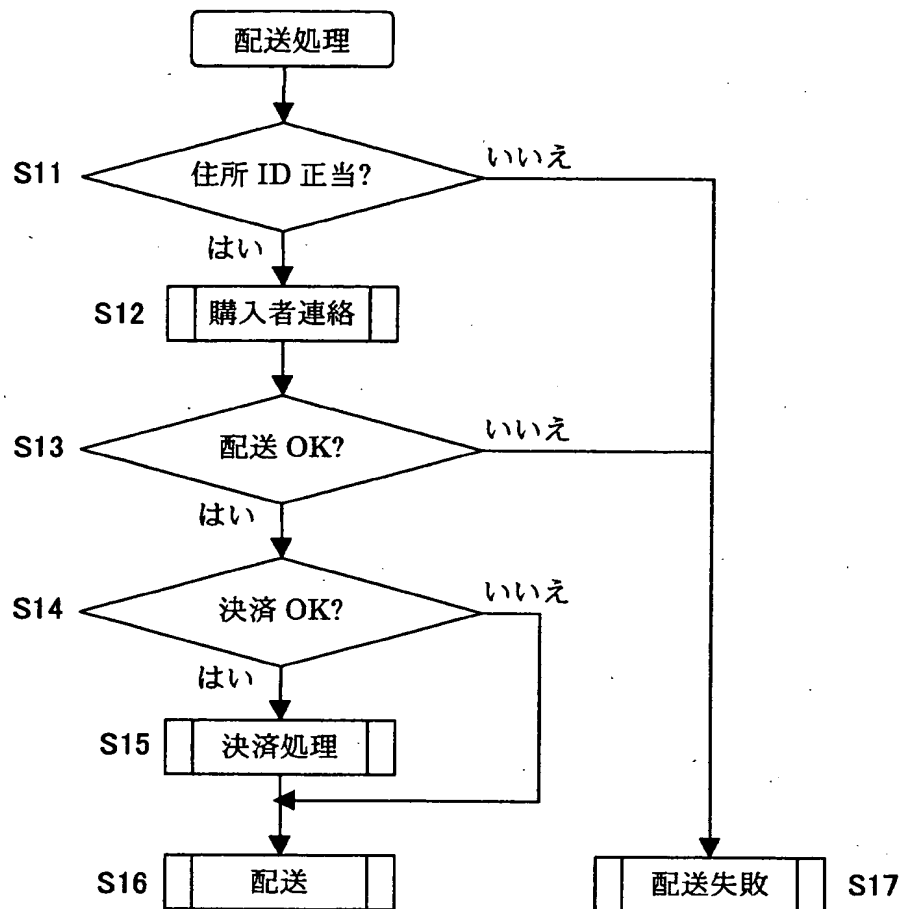 配送処理
S11
住所 ID 正当?
いいえ
はい
S12
購入者連絡
S13
配送 OK?
いいえ
はい
S14
決済 OK?
いいえ
はい
S15
決済処理
S16
配送
配送失敗
S17